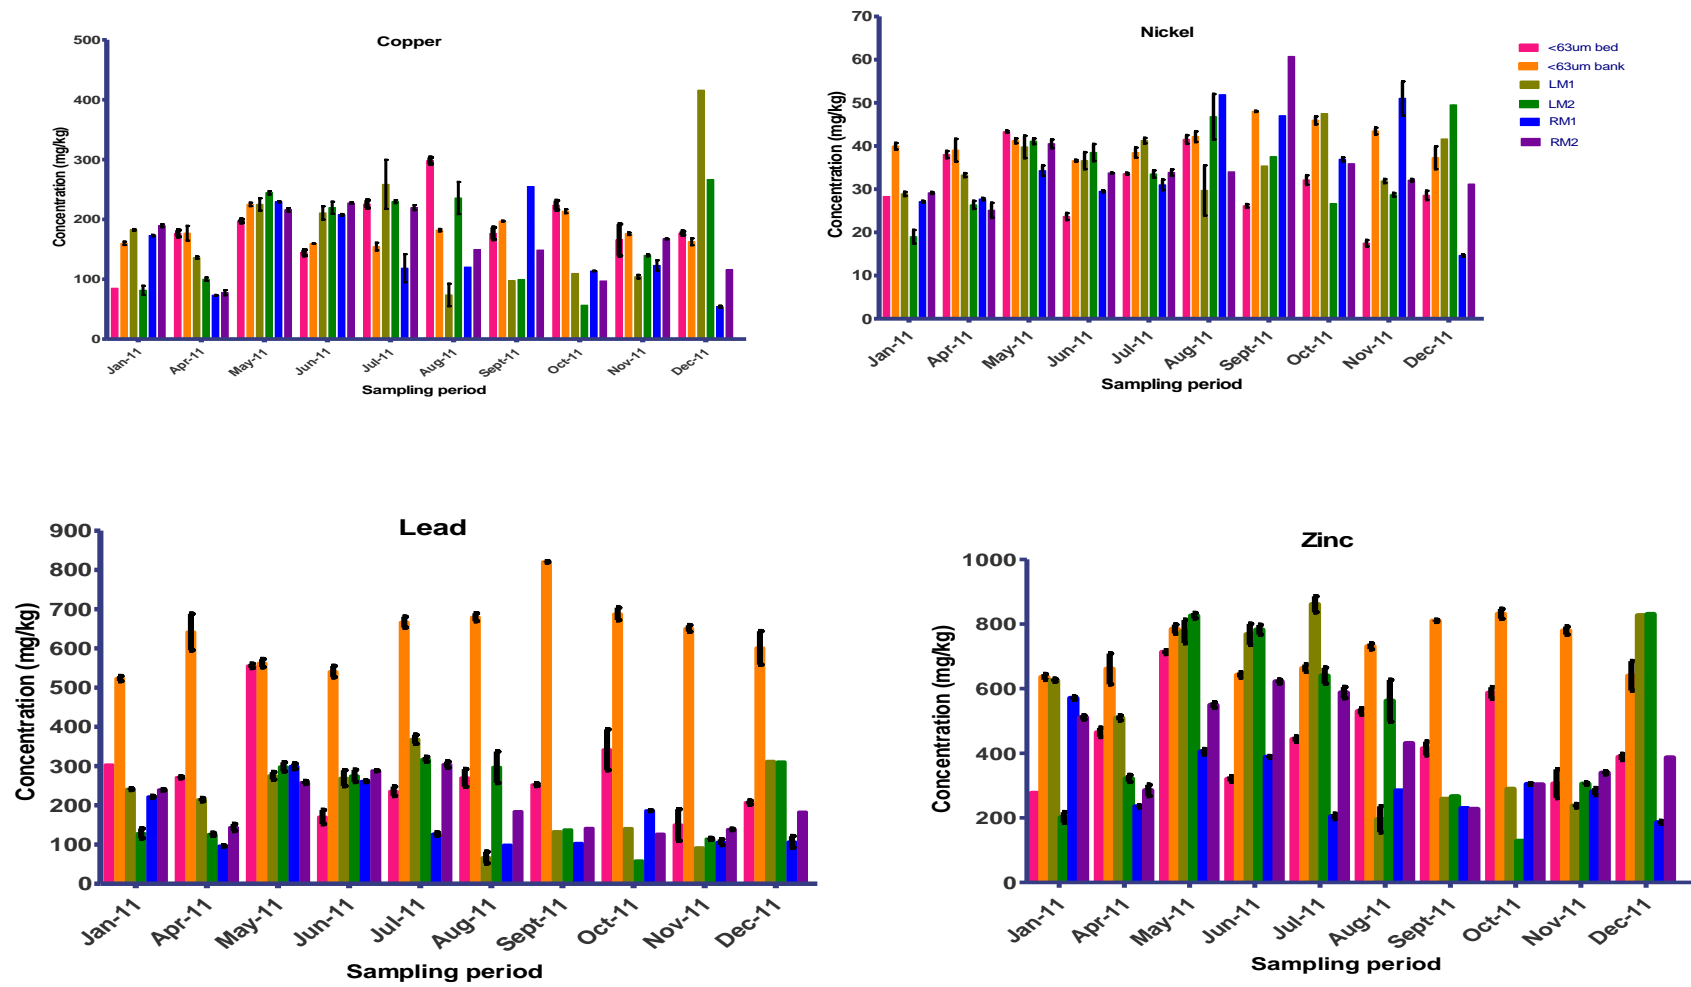 Copper
Concentration (mg/kg)
500
400
300
200
100
0
Jan-11
Apr-11
May-11
Jun-11
Jul-11
Aug-11
Sept-11
Oct-11
Nov-11
Dec-11
Sampling period
Nickel
Concentration (mg/kg)
70
60
50
40
30
20
10
0
Jan-11
Apr-11
May-11
Jun-11
Jul-11
Aug-11
Sept-11
Oct-11
Nov-11
Dec-11
Sampling period
<63um bed
<63um bank
LM1
LM2
RM1
RM2
Lead
Concentration (mg/kg)
900
800
700
600
500
400
300
200
100
0
Jan-11
Apr-11
May-11
Jun-11
Jul-11
Aug-11
Sept-11
Oct-11
Nov-11
Dec-11
Sampling period
Zinc
Concentration (mg/kg)
1000
800
600
400
200
0
Jan-11
Apr-11
May-11
Jun-11
Jul-11
Aug-11
Sept-11
Oct-11
Nov-11
Dec-11
Sampling period